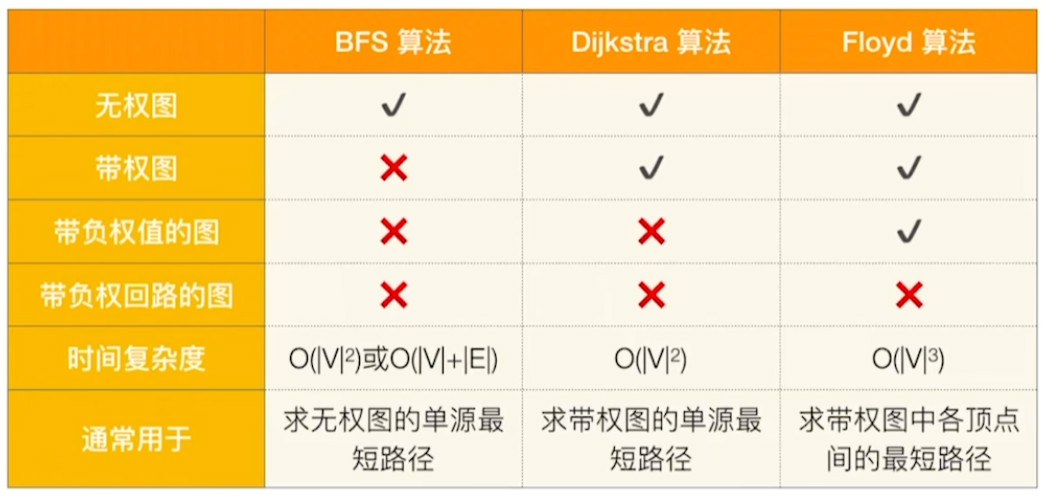 BFS 算法 Dijkstra 算法 Floyd 算法
无权图 ✓ ✓ ✓
带权图 ✗ ✓ ✓
带负权值的图 ✗ ✗ ✓
带负权回路的图 ✗ ✗ ✗
时间复杂度 O(|V|²)或O(|V|+|E|) O(|V|²) O(|V|³)
通常用于 求无权图的单源最 求带权图的单源最 求带权图中各顶点
短路径 短路径 间的最短路径